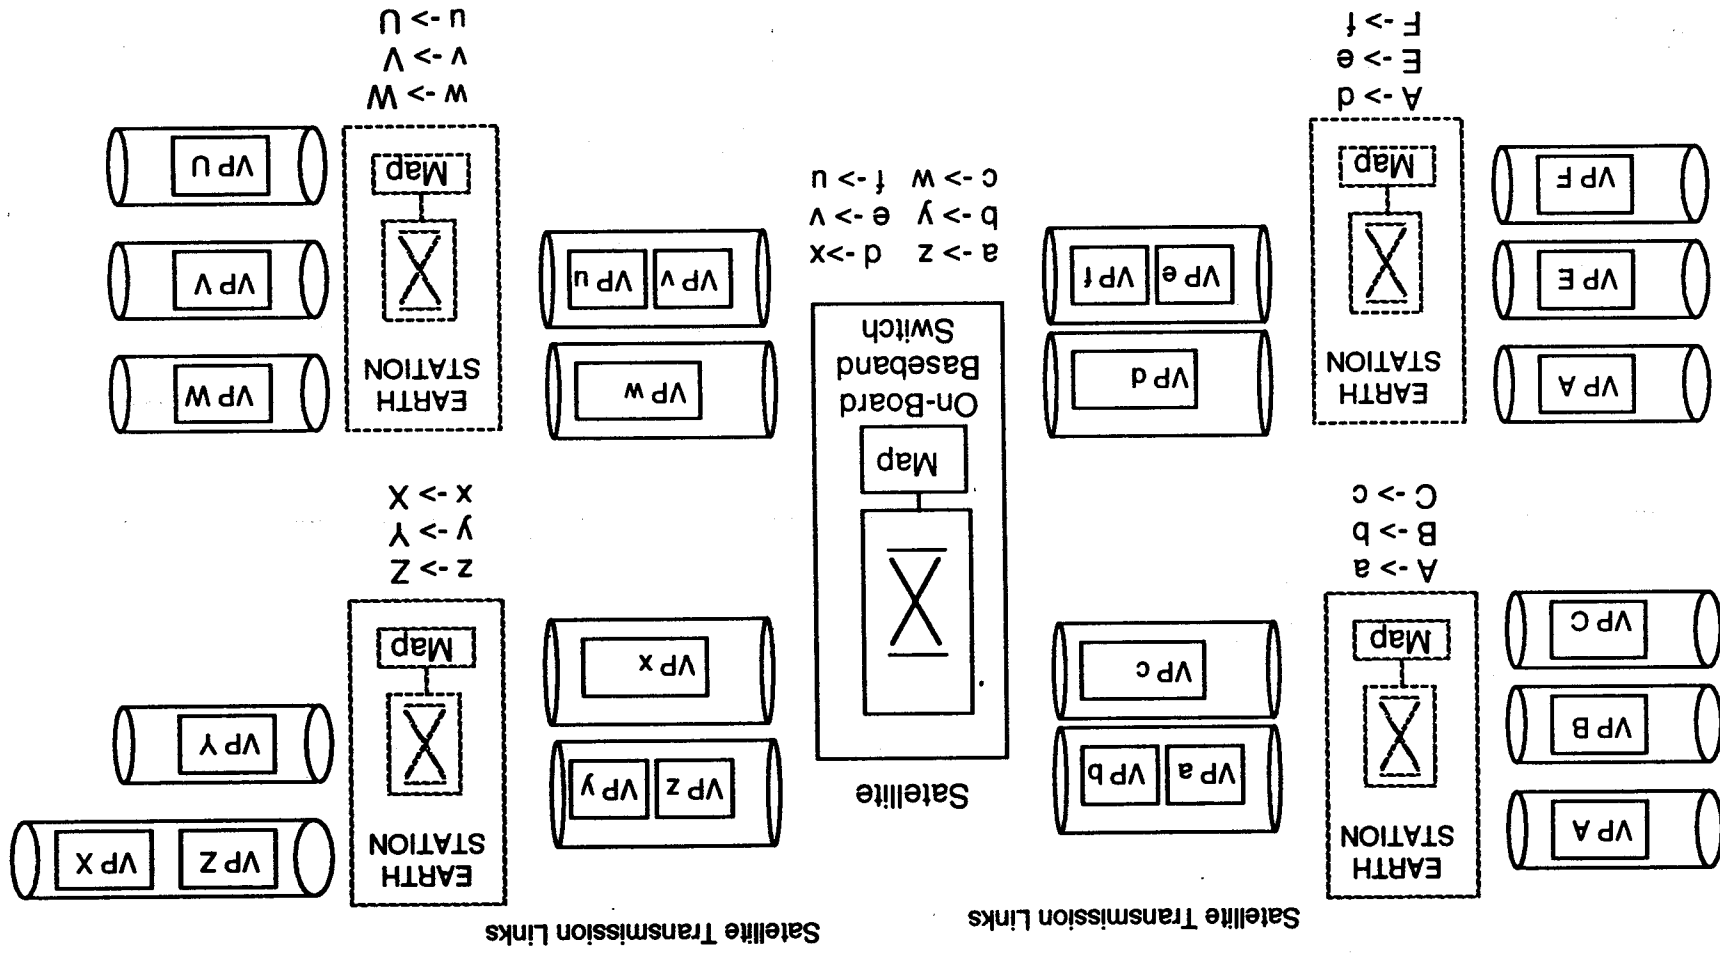 Satellite Transmission Links
Satellite Transmission Links
VP A
VP B
VP C
EARTH
STATION
Map
A -> a
B -> b
C -> c
VP a
VP b
VP c
Satellite
Map
On-Board
Baseband
Switch
a -> z d ->x
b -> y e -> v
c -> w f -> u
VP z
VP y
VP x
EARTH
STATION
Map
z -> Z
y -> Y
x -> X
VP Z
VP X
VP Y
VP A
VP E
VP F
EARTH
STATION
Map
A -> d
E -> e
F -> f
VP d
VP e
VP f
VP w
VP v
VP u
EARTH
STATION
Map
w -> W
v -> V
u -> U
VP W
VP V
VP U